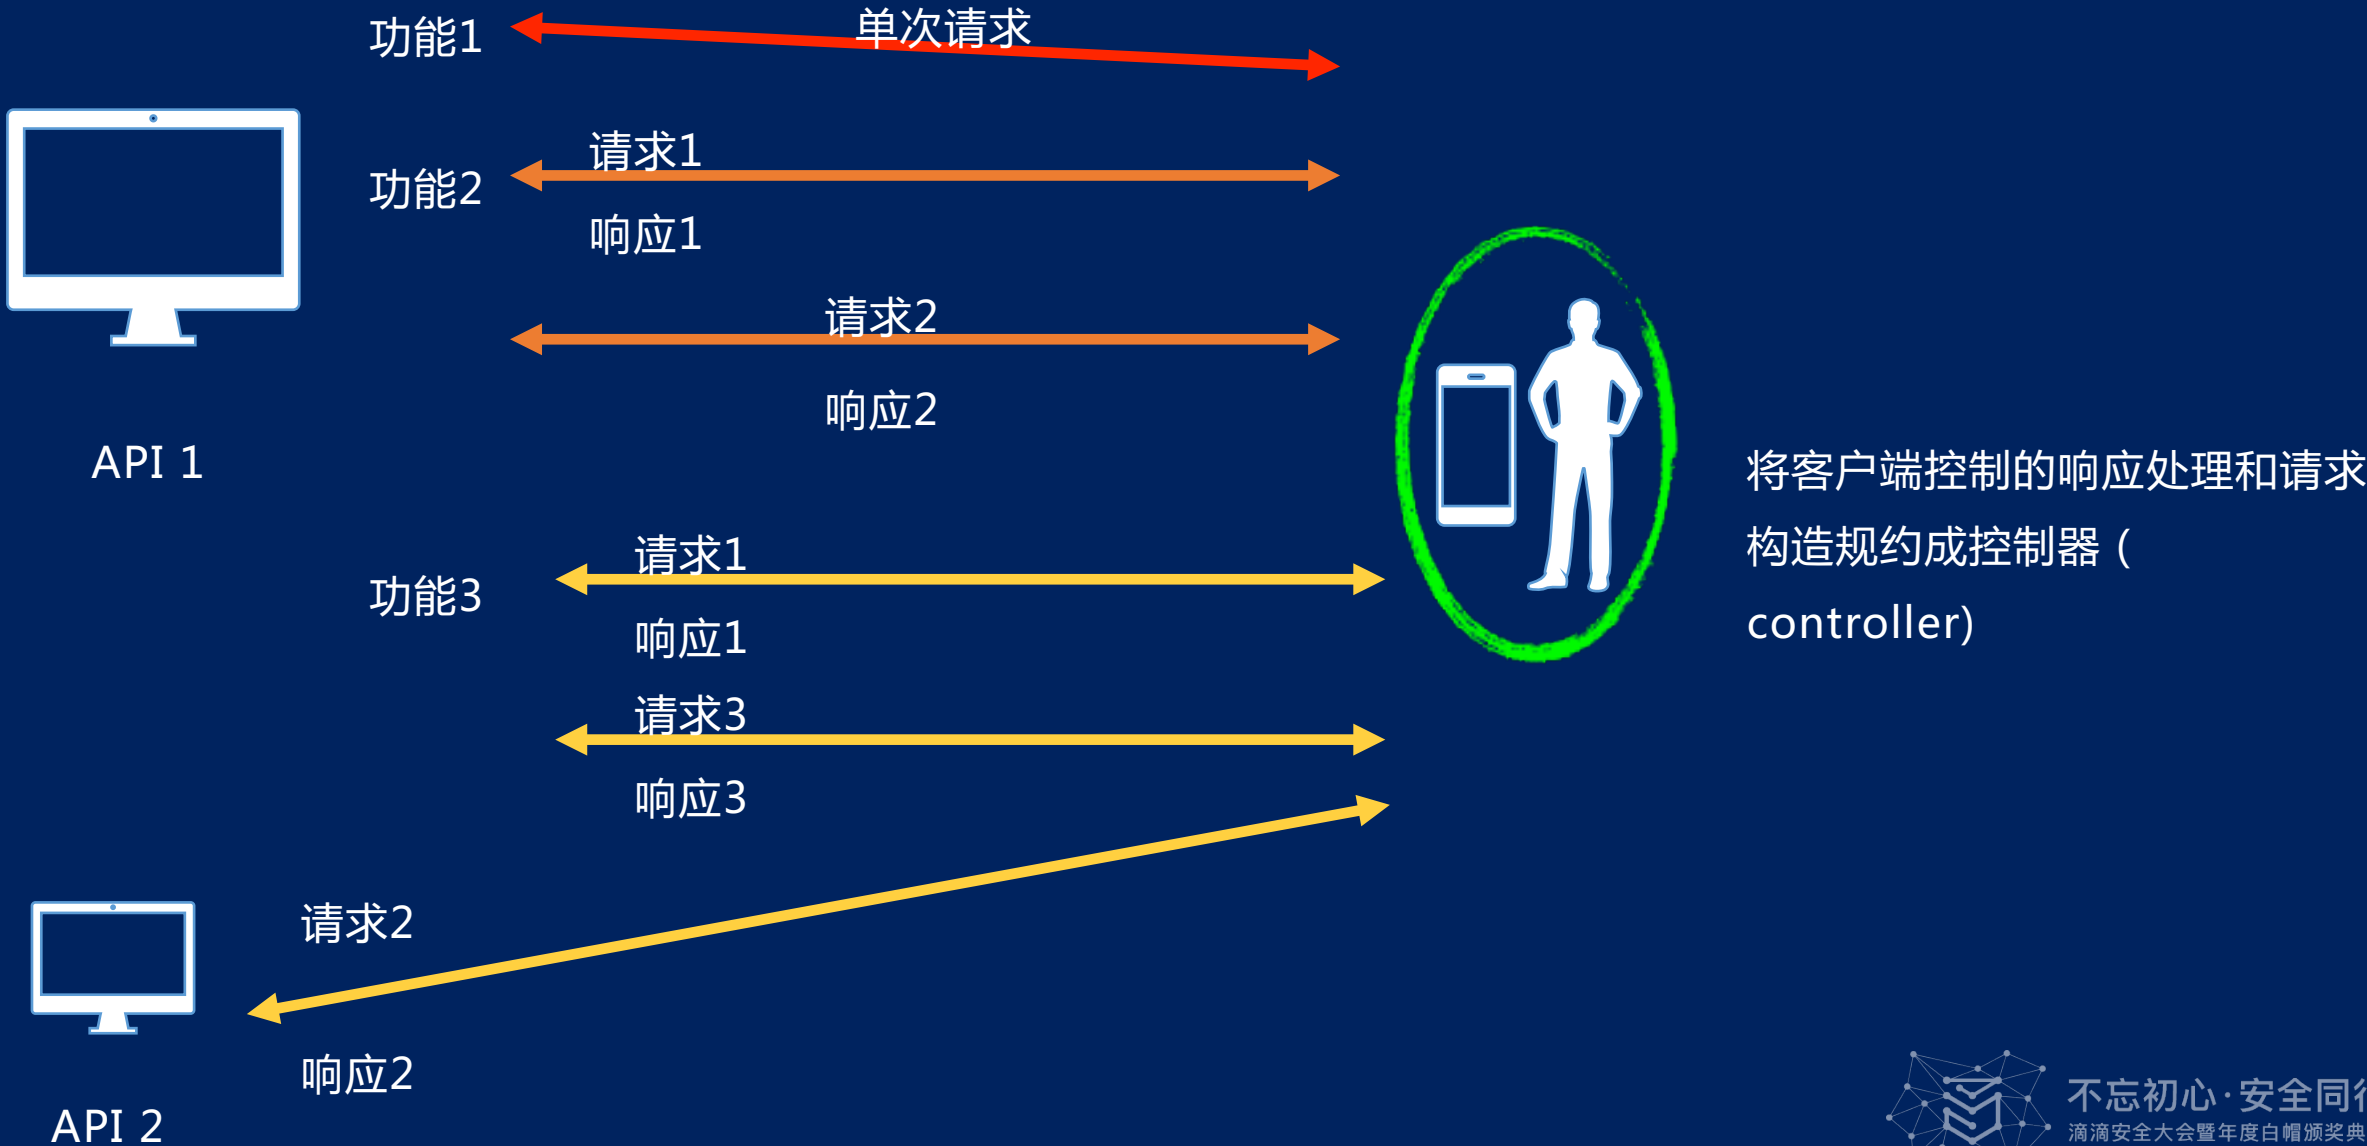 功能1
单次请求
请求1
功能2
响应1
请求2
响应2
API 1
将客户端控制的响应处理和请求
构造规约成控制器（
controller)
请求1
功能3
响应1
请求3
响应3
请求2
响应2
API 2
不忘初心·安全同行
滴滴安全大会暨年度白帽颁奖典